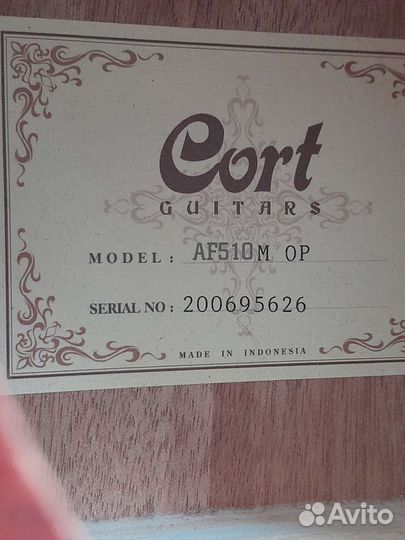 Cort
GUITARS
MODEL: AF510M OP
SERIAL NO: 200695626
MADE IN INDONESIA
Avito